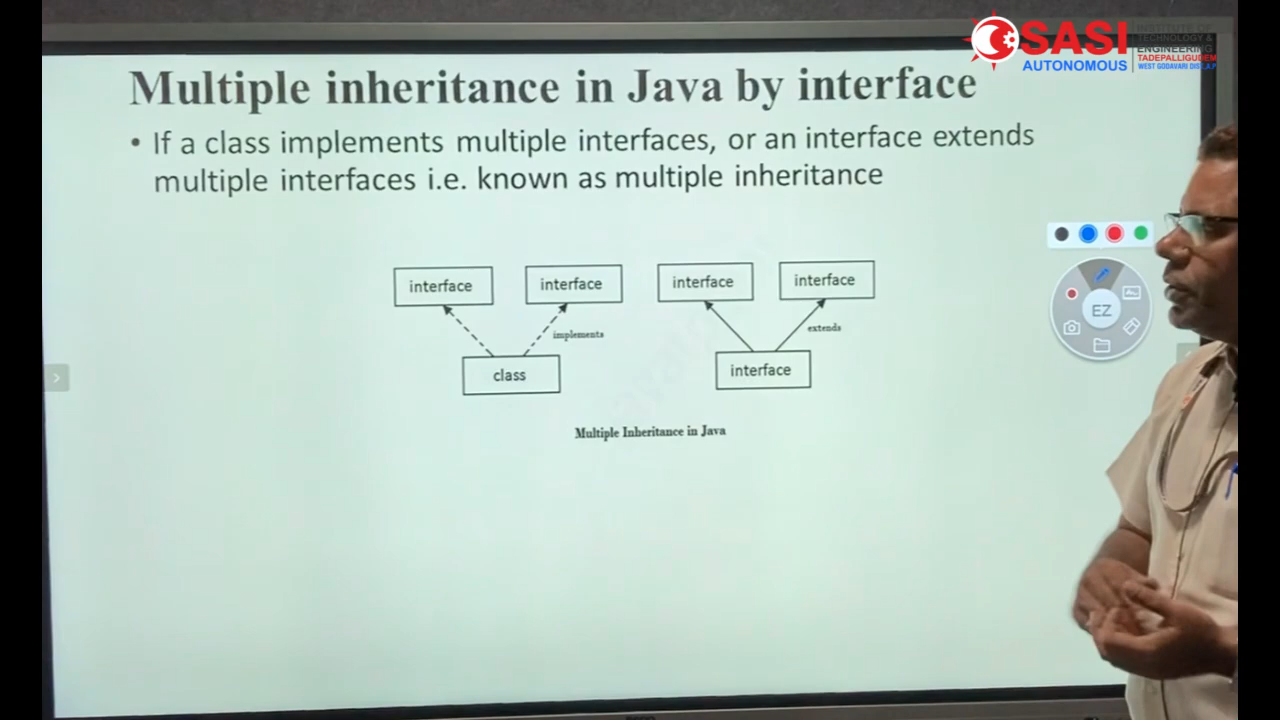 SASI
AUTONOMOUS
INSTITUTE OF
TECHNOLOGY &
ENGINEERING
TADEPALLIGUDEM
Multiple inheritance in Java by interface
• If a class implements multiple interfaces, or an interface extends
multiple interfaces i.e. known as multiple inheritance
interface interface interface interface
implements extends
class interface
Multiple Inheritance in Java
EZ